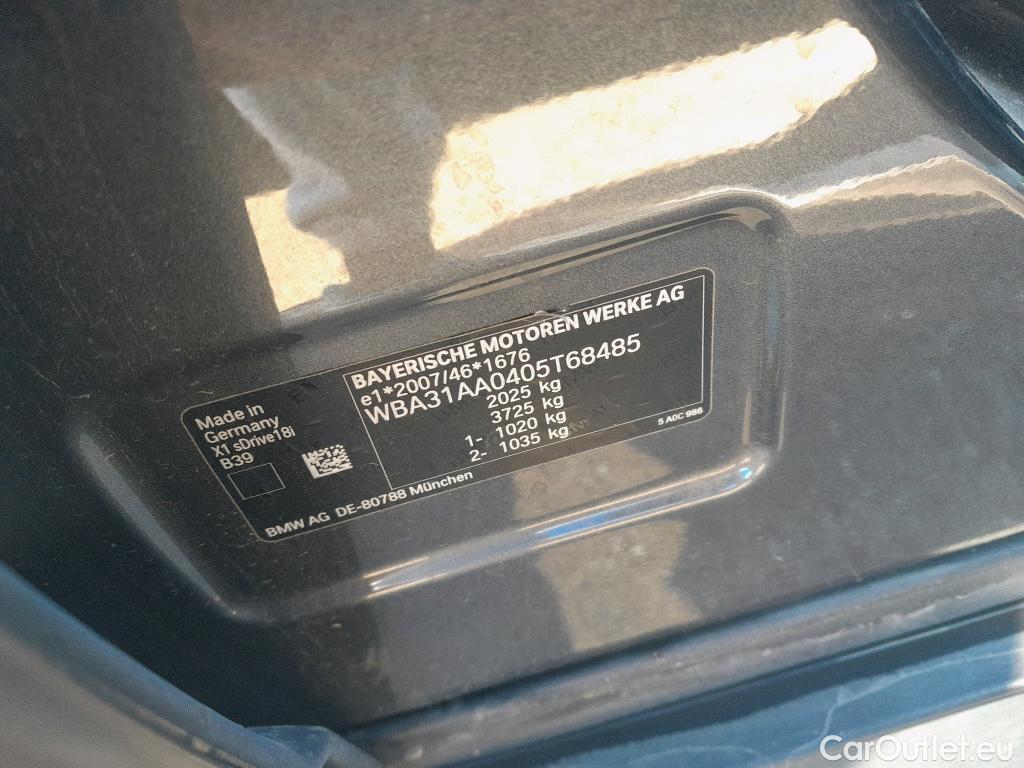 BAYERISCHE MOTOREN WERKE AG
e1*2007/46*1676
WBA31AA0405T68485
2025 kg
3725 kg
1- 1020 kg
2- 1035 kg
5 A0C 986
Made in
Germany
X1 sDrive18i
B39
BMW AG DE-80788 München
CarOutlet.eu